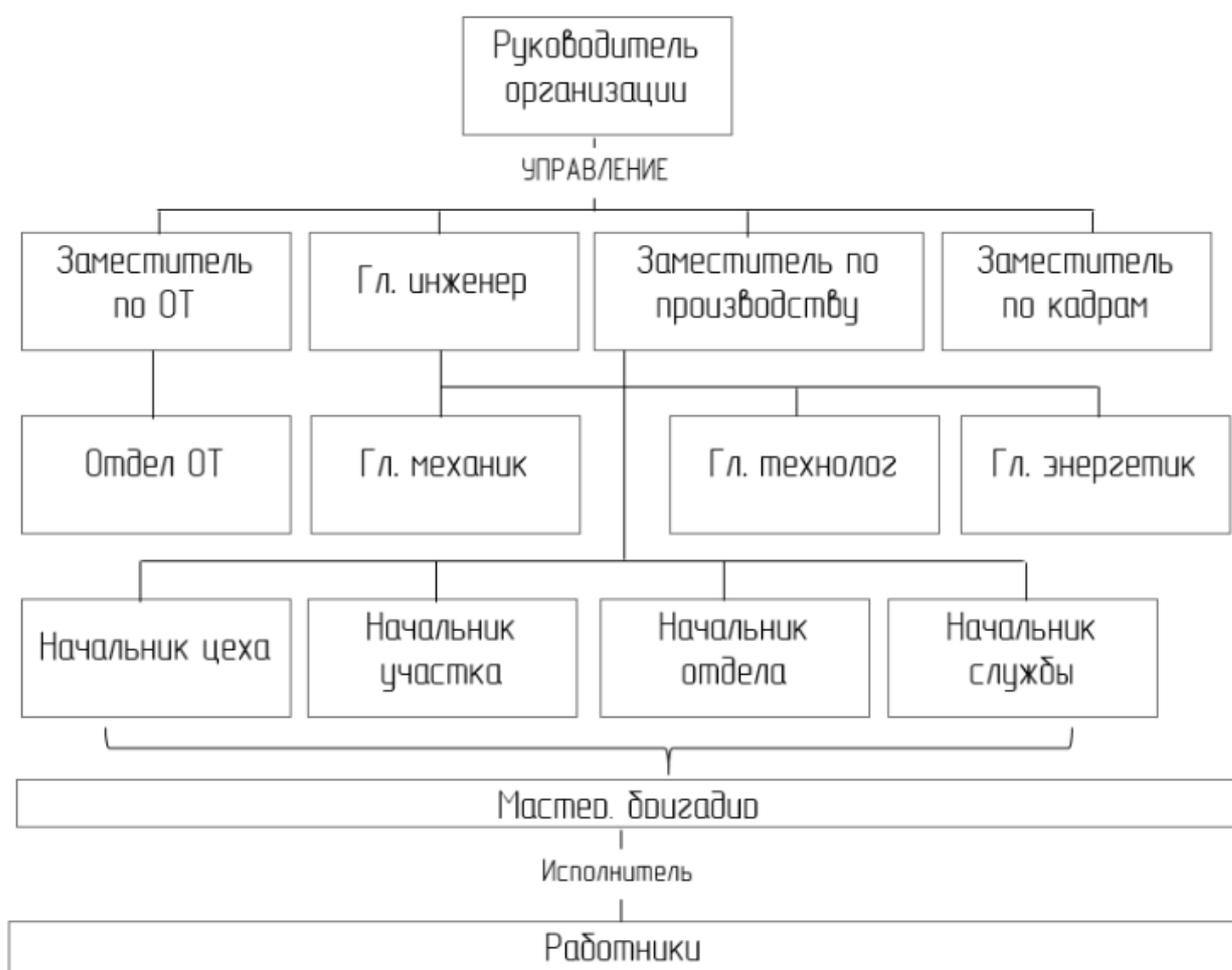 Руководитель
организации
УПРАВЛЕНИЕ
Заместитель
по ОТ
Гл. инженер
Заместитель по
производству
Заместитель
по кадрам
Отдел ОТ
Гл. механик
Гл. технолог
Гл. энергетик
Начальник цеха
Начальник
участка
Начальник
отдела
Начальник
службы
Мастер. бригадир
Исполнитель
Работники